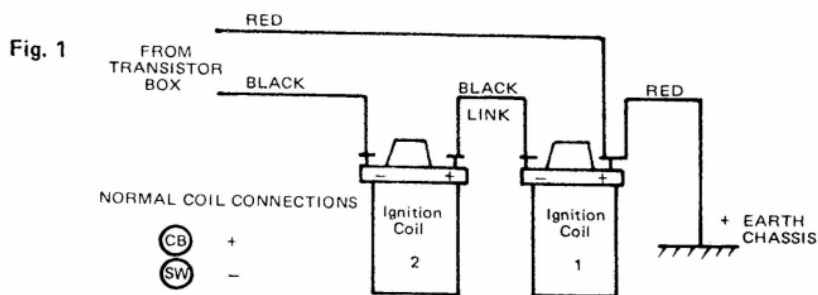 Fig. 1
RED
FROM
TRANSISTOR
BOX
BLACK
BLACK
LINK
RED
− +
− +
NORMAL COIL CONNECTIONS
CB +
SW −
Ignition
Coil
2
Ignition
Coil
1
+ EARTH
CHASSIS